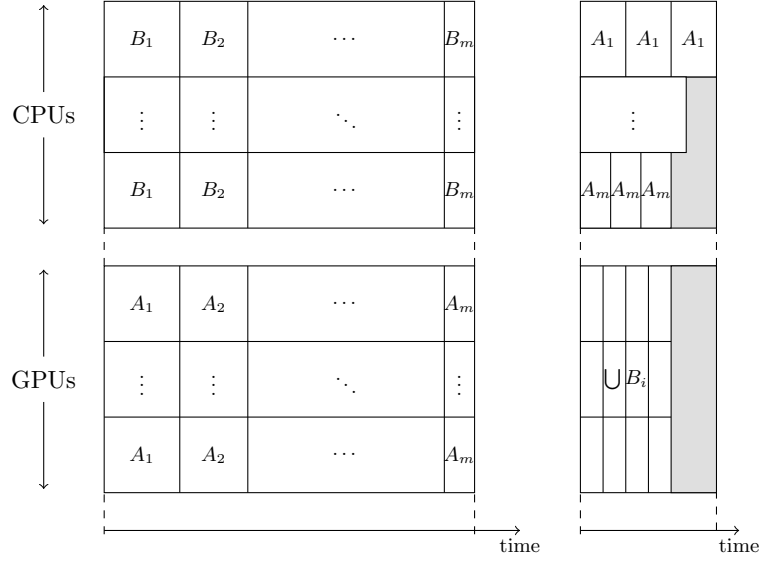 B₁ B₂ ⋯ Bₘ A₁ A₁ A₁
CPUs ⋮ ⋮ ⋱ ⋮ ⋮
B₁ B₂ ⋯ Bₘ Aₘ Aₘ Aₘ
A₁ A₂ ⋯ Aₘ
GPUs ⋮ ⋮ ⋱ ⋮ ⋃ Bᵢ
A₁ A₂ ⋯ Aₘ
time time